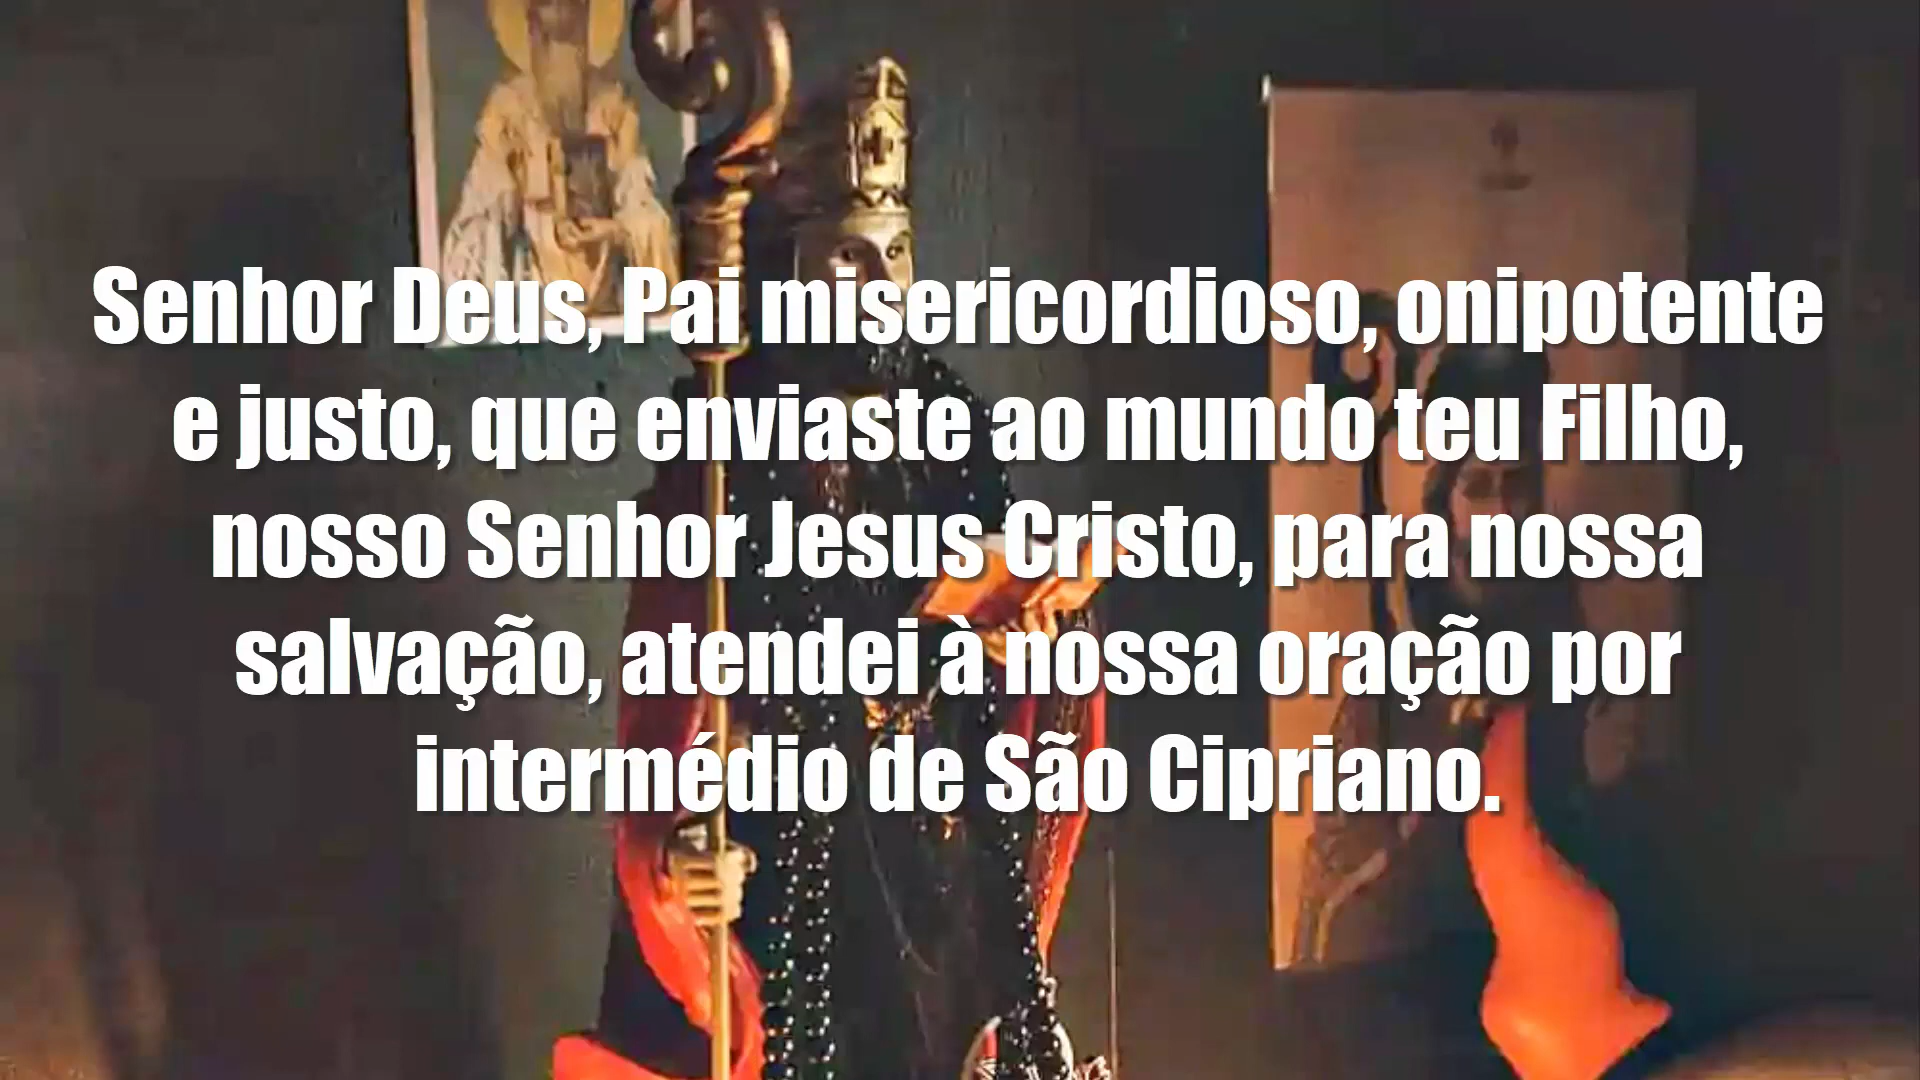 Senhor Deus, Pai misericordioso, onipotente
e justo, que enviaste ao mundo teu Filho,
nosso Senhor Jesus Cristo, para nossa
salvação, atendei à nossa oração por
intermédio de São Cipriano.